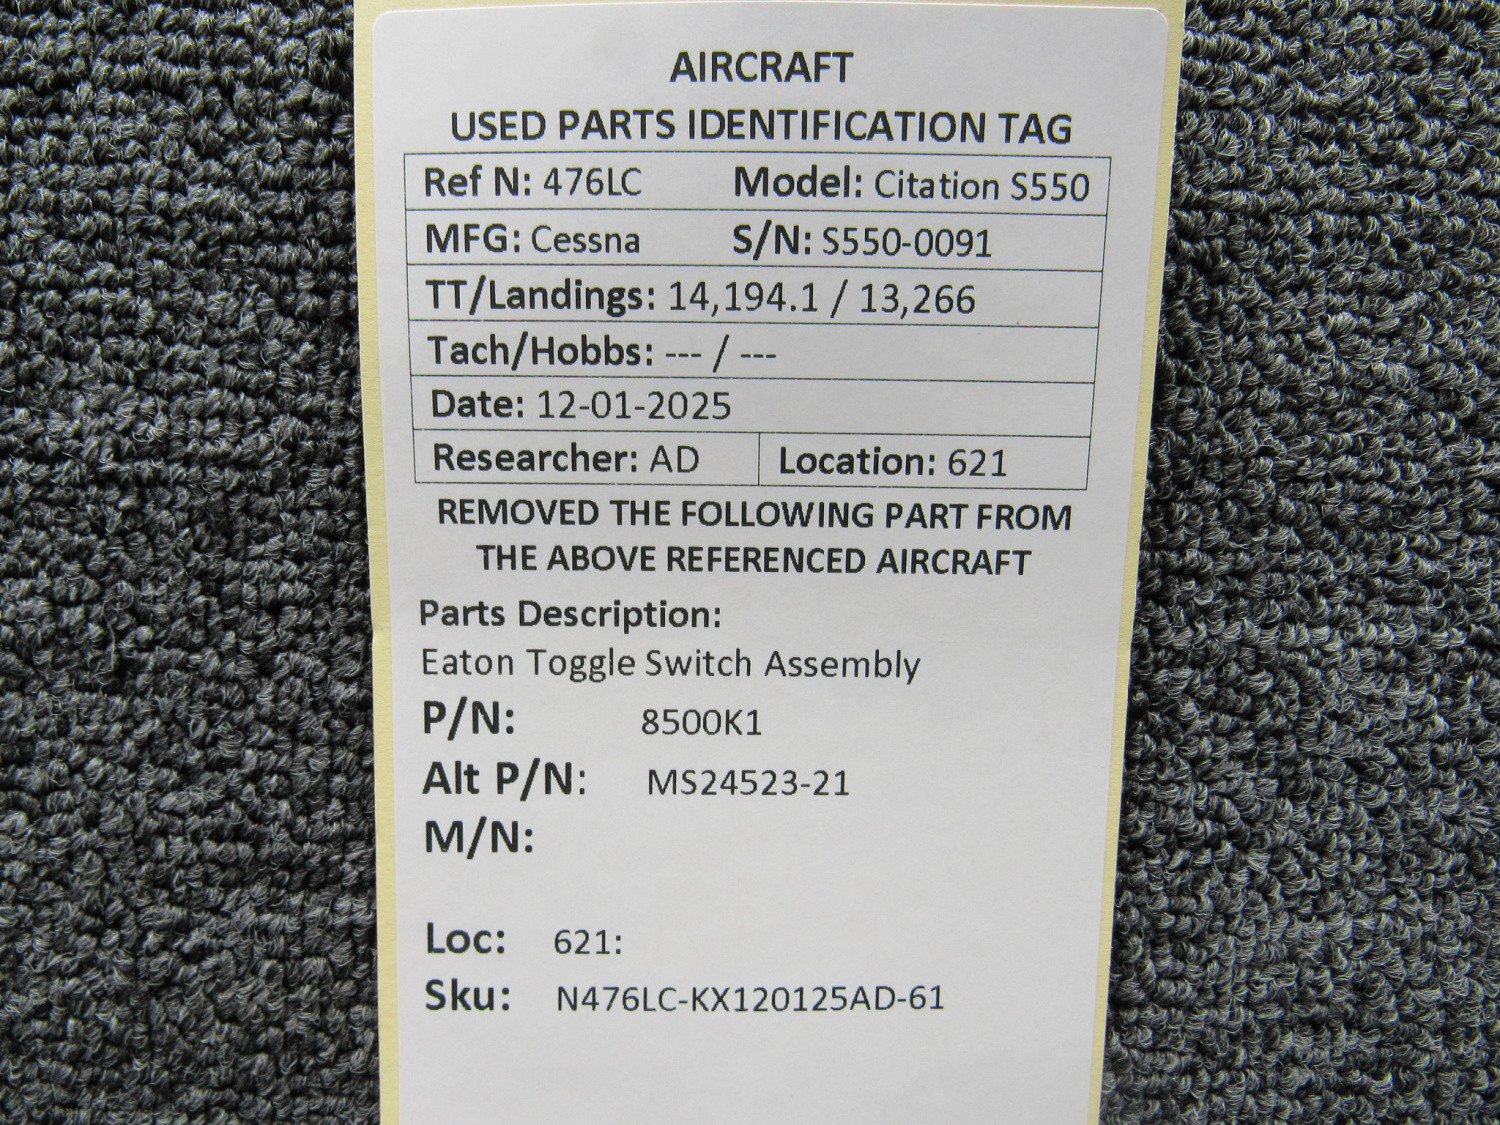 AIRCRAFT
USED PARTS IDENTIFICATION TAG
Ref N: 476LC Model: Citation S550
MFG: Cessna S/N: S550-0091
TT/Landings: 14,194.1 / 13,266
Tach/Hobbs: --- / ---
Date: 12-01-2025
Researcher: AD Location: 621
REMOVED THE FOLLOWING PART FROM
THE ABOVE REFERENCED AIRCRAFT
Parts Description:
Eaton Toggle Switch Assembly
P/N: 8500K1
Alt P/N: MS24523-21
M/N:
Loc: 621:
Sku: N476LC-KX120125AD-61